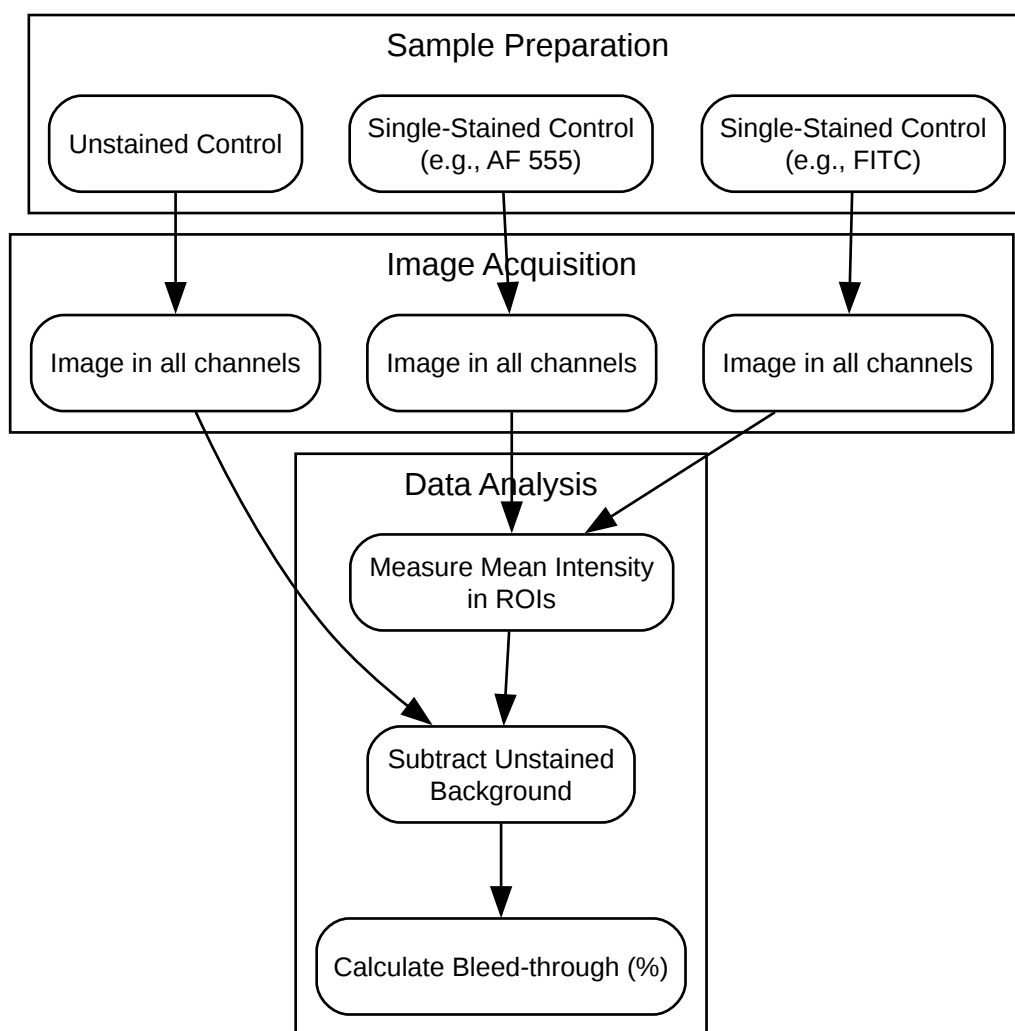 Sample Preparation
Unstained Control
Single-Stained Control
(e.g., AF 555)
Single-Stained Control
(e.g., FITC)
Image Acquisition
Image in all channels
Image in all channels
Image in all channels
Data Analysis
Measure Mean Intensity
in ROIs
Subtract Unstained
Background
Calculate Bleed-through (%)